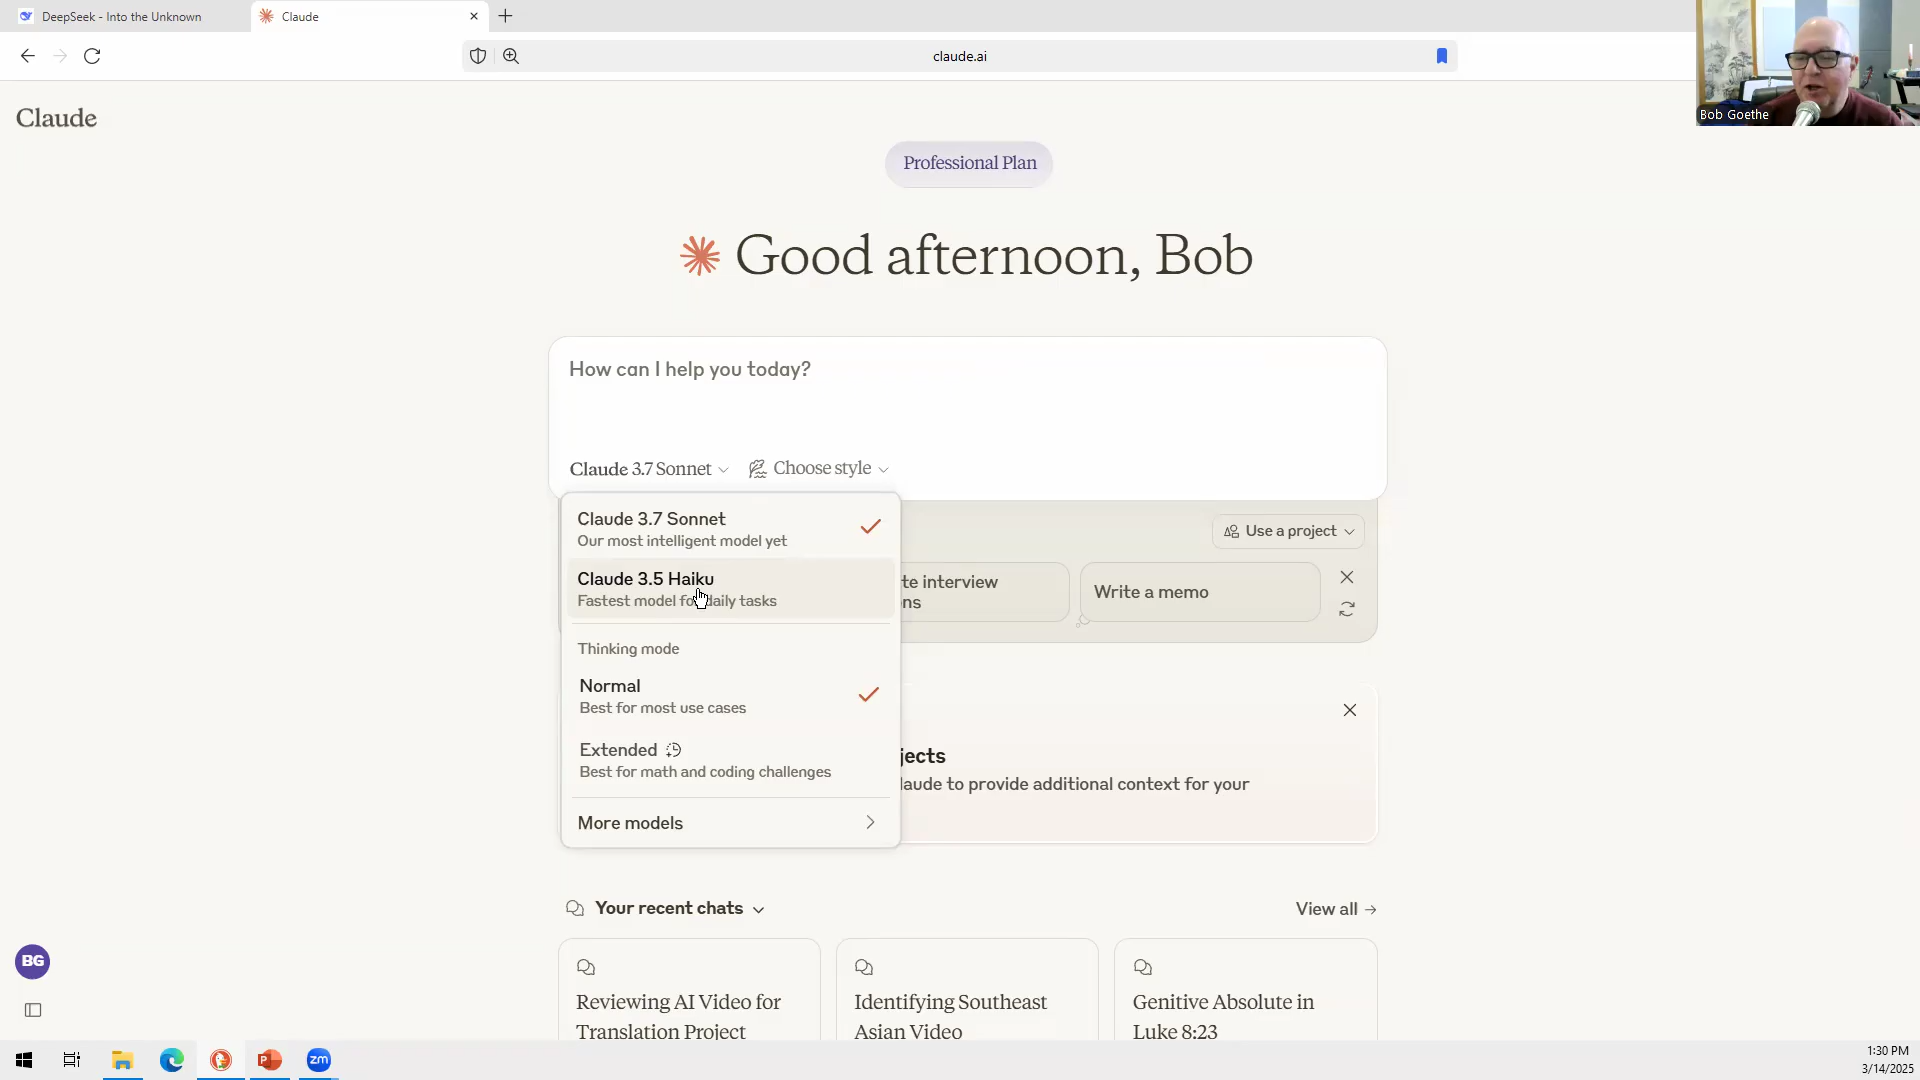 DeepSeek - Into the Unknown
Claude
claude.ai
Bob Goethe
Claude
Professional Plan
Good afternoon, Bob
How can I help you today?
Claude 3.7 Sonnet
Choose style
Claude 3.7 Sonnet
Our most intelligent model yet
Claude 3.5 Haiku
Fastest model fo daily tasks
Thinking mode
Normal
Best for most use cases
Extended
Best for math and coding challenges
More models
Use a project
te interview
ns
Write a memo
jects
laude to provide additional context for your
Your recent chats
View all →
BG
Reviewing AI Video for
Translation Project
Identifying Southeast
Asian Video
Genitive Absolute in
Luke 8:23
zm
1:30 PM
3/14/2025